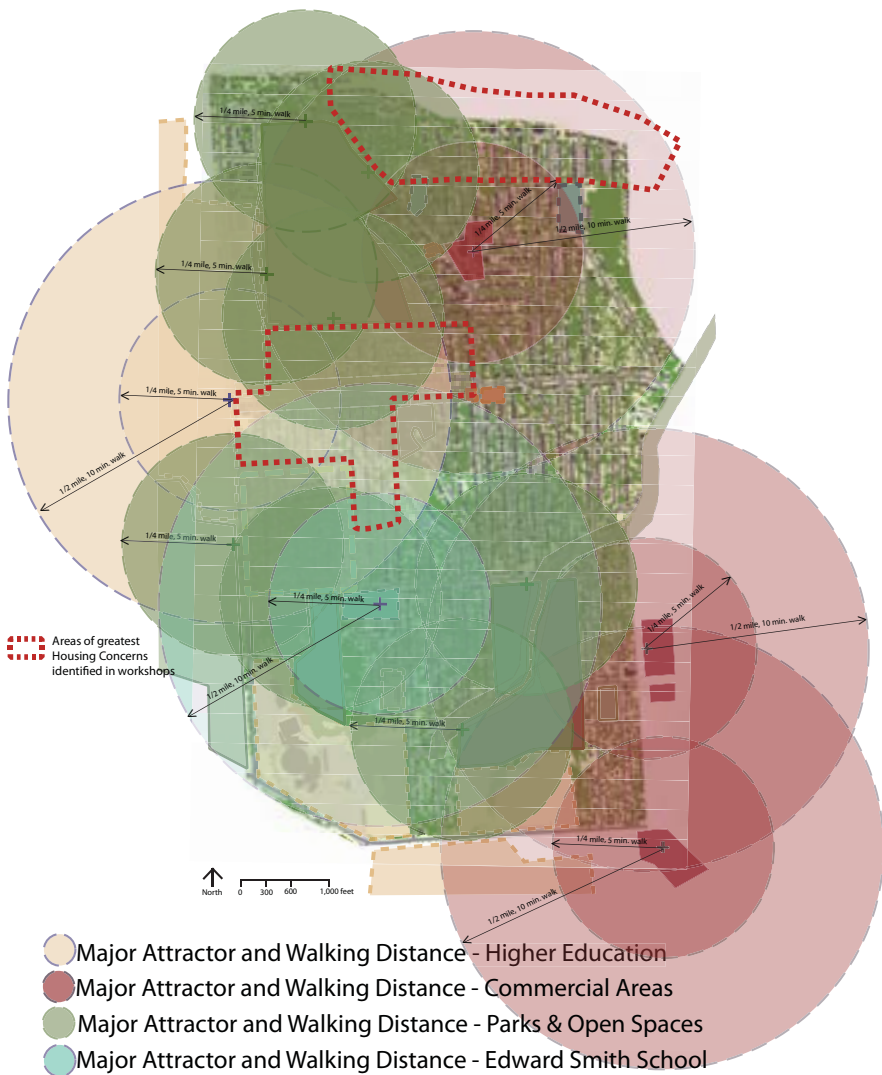 1/4 mile, 5 min. walk
1/4 mile, 5 min. walk
1/2 mile, 10 min. walk
1/4 mile, 5 min. walk
1/4 mile, 5 min. walk
1/2 mile, 10 min. walk
1/4 mile, 5 min. walk
1/4 mile, 5 min. walk
1/4 mile, 5 min. walk
1/2 mile, 10 min. walk
Areas of greatest
Housing Concerns
identified in workshops
1/2 mile, 10 min. walk
1/4 mile, 5 min. walk
1/4 mile, 5 min. walk
1/2 mile, 10 min. walk
North
0 300 600 1,000 feet
Major Attractor and Walking Distance - Higher Education
Major Attractor and Walking Distance - Commercial Areas
Major Attractor and Walking Distance - Parks & Open Spaces
Major Attractor and Walking Distance - Edward Smith School